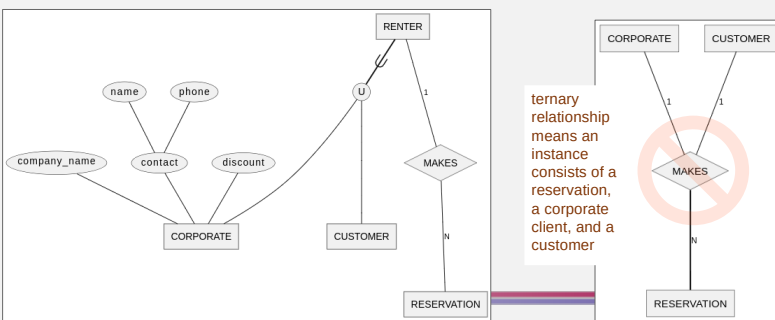 RENTER
U
1
name
phone
company_name
contact
discount
MAKES
CORPORATE
CUSTOMER
N
RESERVATION
ternary
relationship
means an
instance
consists of a
reservation,
a corporate
client, and a
customer
CORPORATE
CUSTOMER
1
1
MAKES
N
RESERVATION